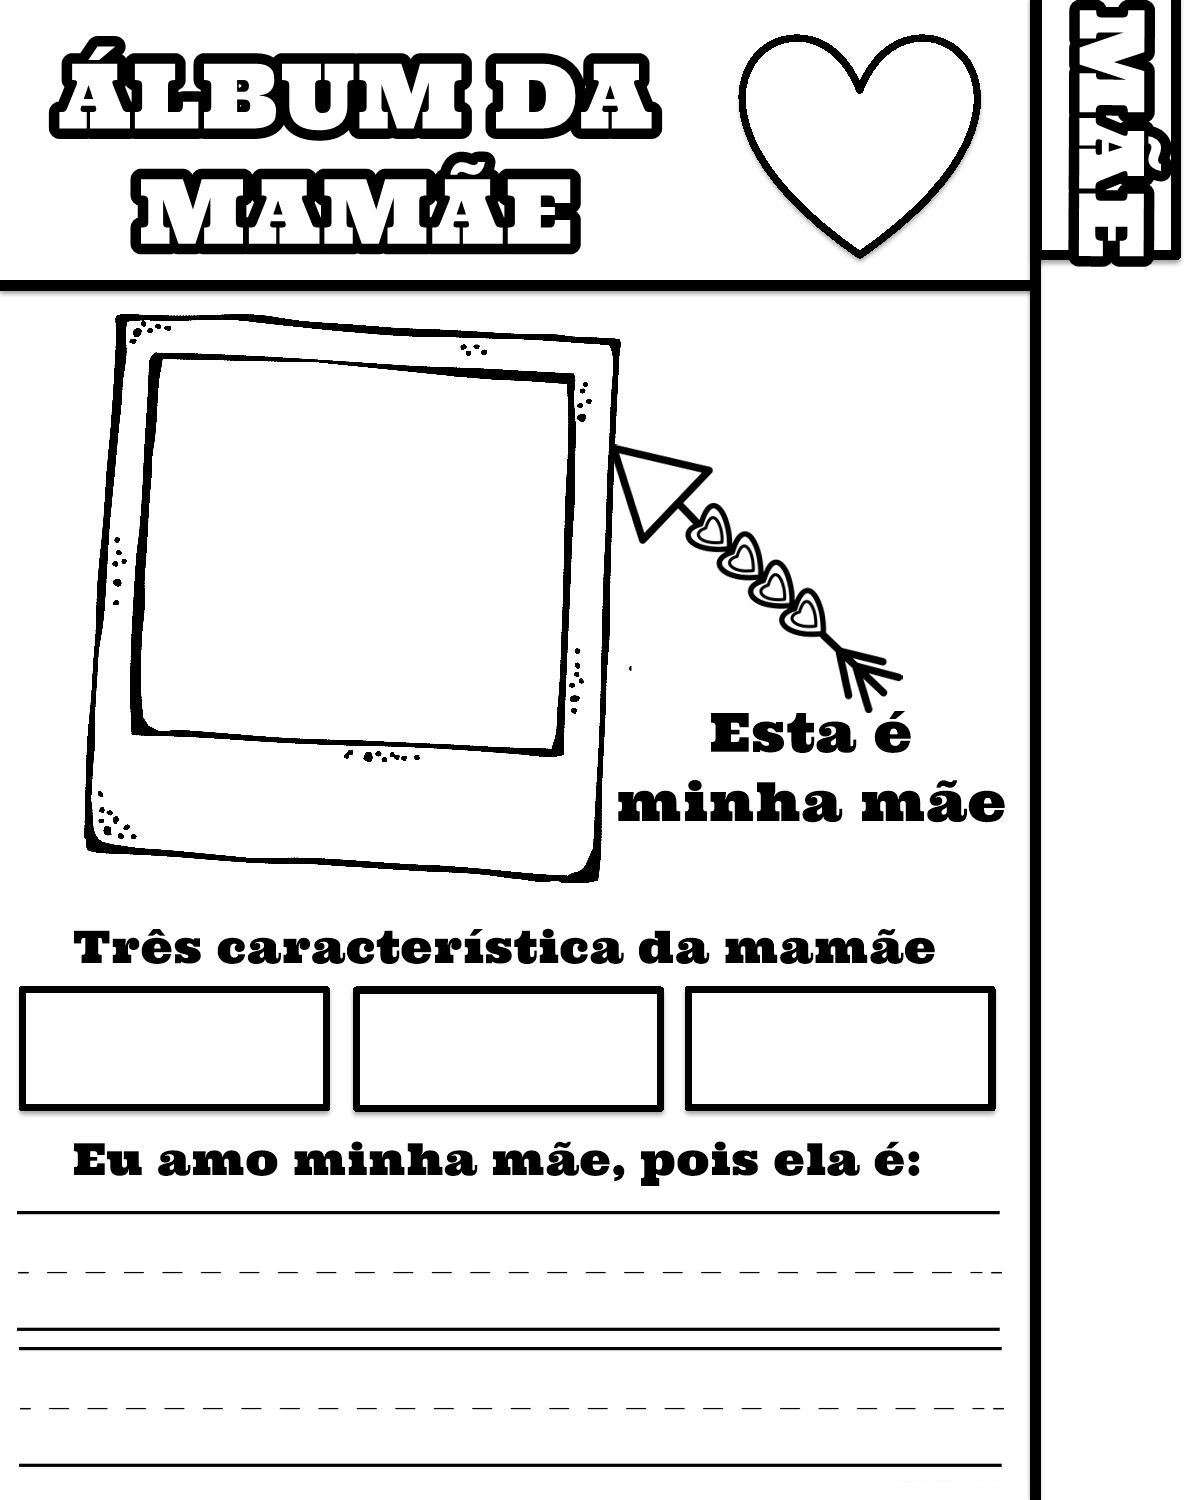 ÁLBUM DA
MAMÃE
MÃE
Esta é
minha mãe
Três característica da mamãe
Eu amo minha mãe, pois ela é: